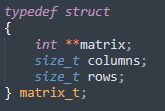 typedef struct
{
    int **matrix;
    size_t columns;
    size_t rows;
} matrix_t;